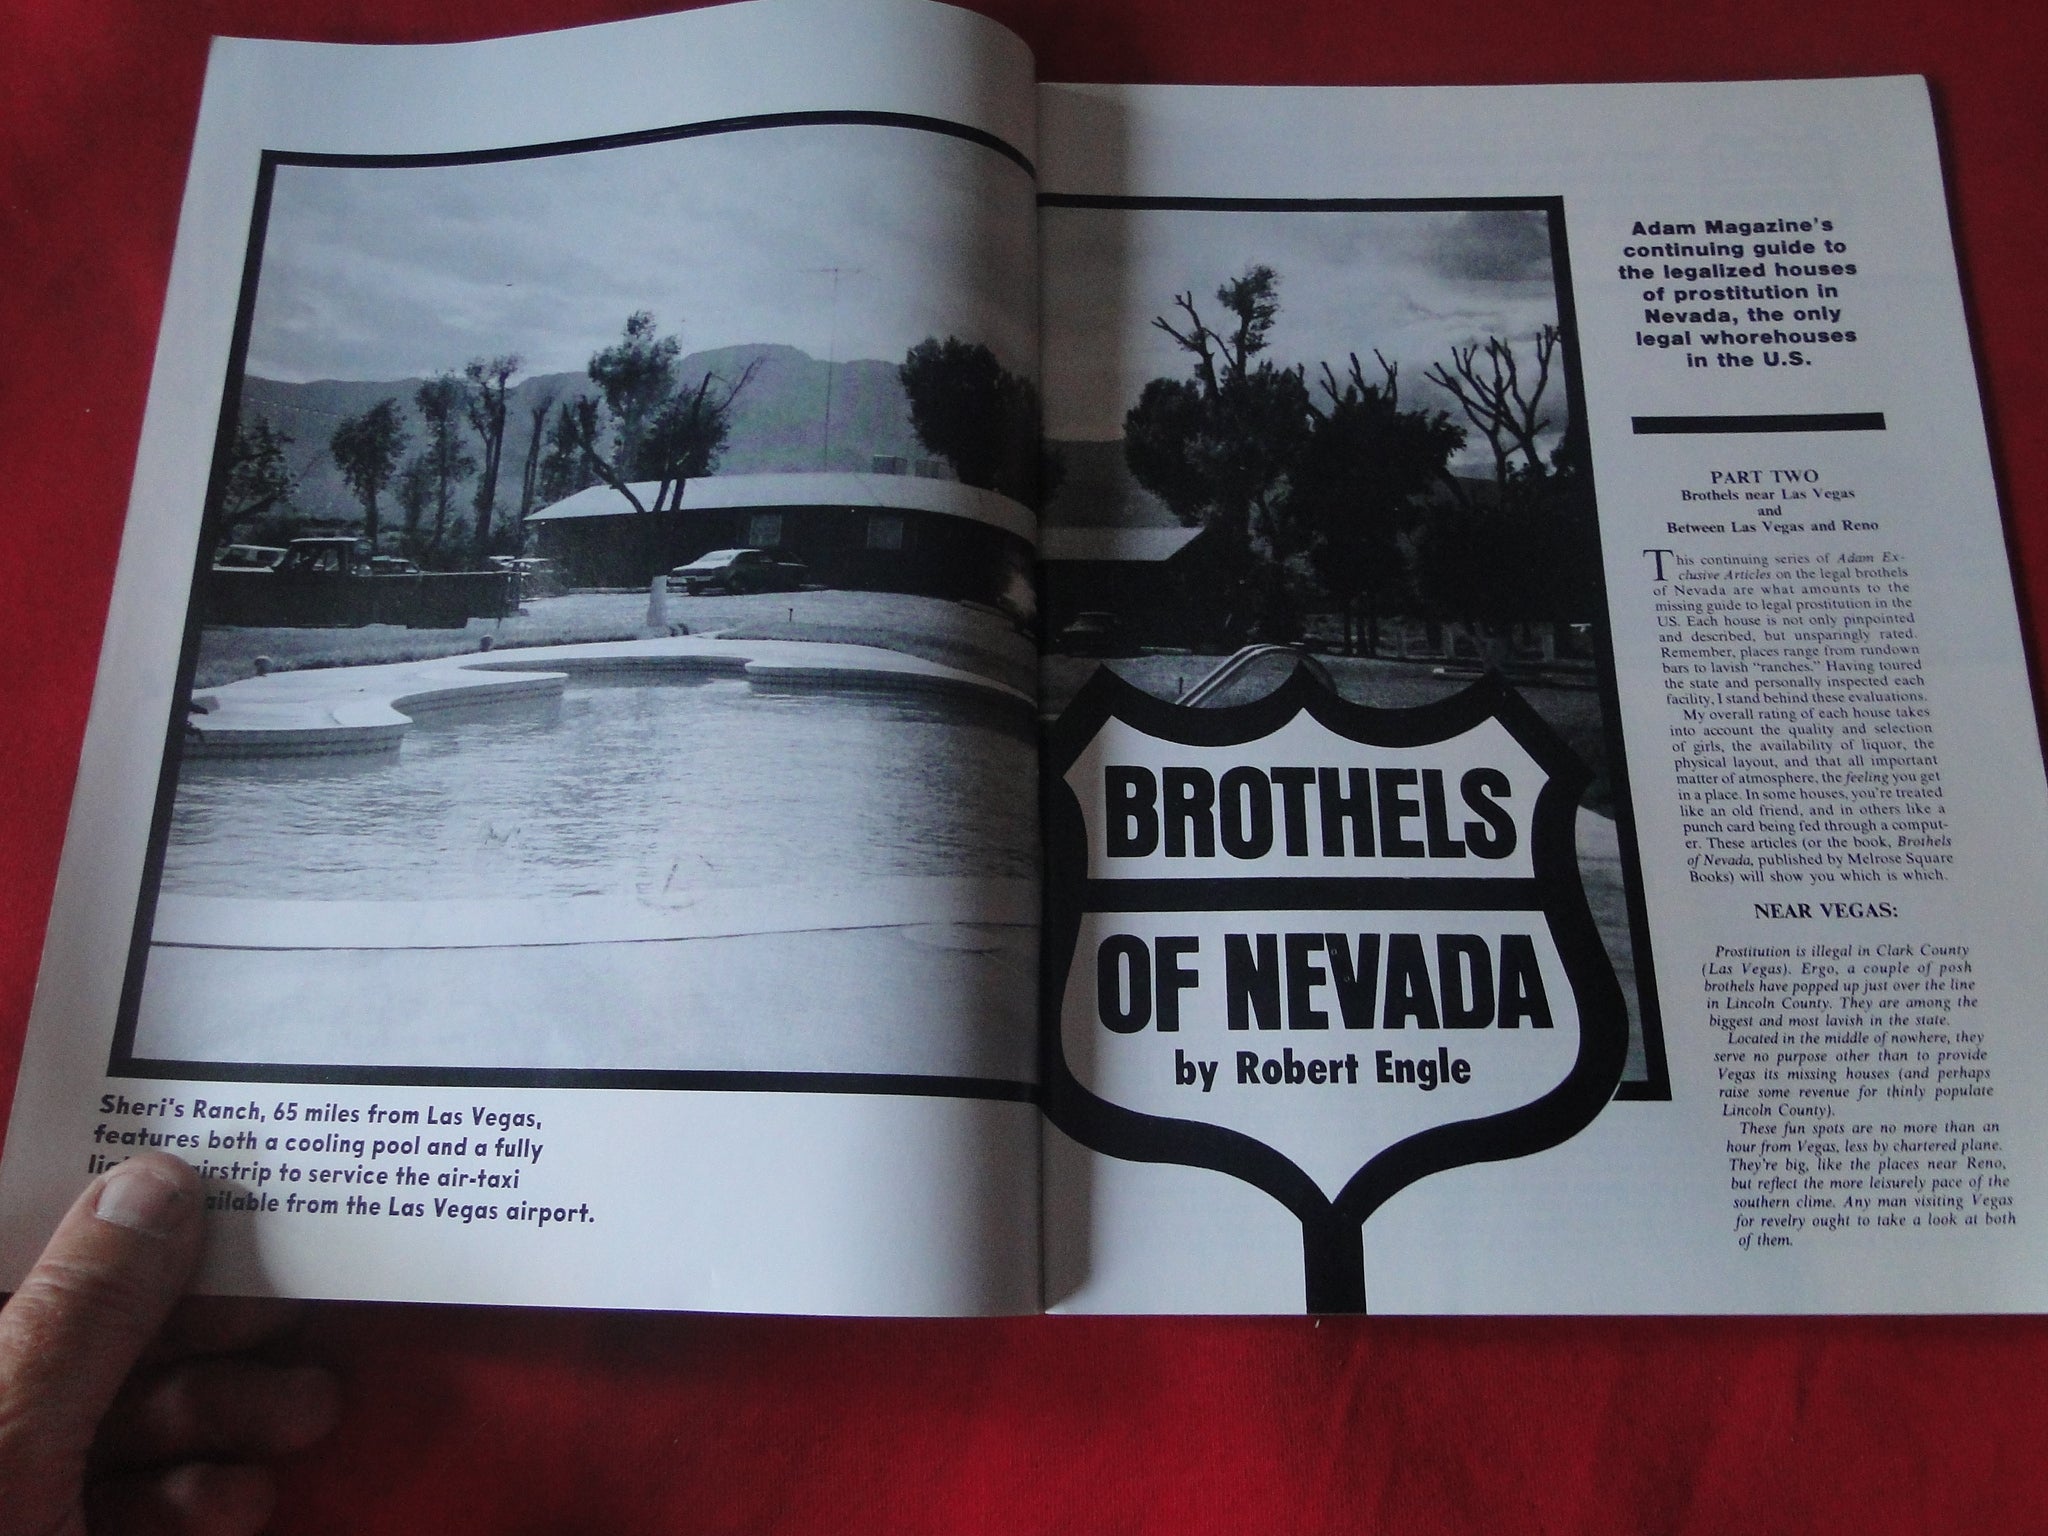 Sheri's Ranch, 65 miles from Las Vegas,
features both a cooling pool and a fully
airstrip to service the air-taxi
from the Las Vegas airport.
BROTHELS
OF NEVADA
by Robert Engle
Adam Magazine's
continuing guide to
the legalized houses
of prostitution in
Nevada, the only
legal whorehouses
in the U.S.
PART TWO
Brothels near Las Vegas
and
Between Las Vegas and Reno
This continuing series of Adam Ex-
clusive Articles on the legal brothels
of Nevada are what amounts to the
missing guide to legal prostitution in the
US. Each house is not only pinpointed
and described, but unsparingly rated.
Remember, places range from rundown
bars to lavish "ranches." Having toured
the state and personally inspected each
facility, I stand behind these evaluations.
My overall rating of each house takes
into account the quality and selection
of girls, the availability of liquor, the
physical layout, and that all important
matter of atmosphere, the feeling you get
in a place. In some houses, you're treated
like an old friend, and in others like a
punch card being fed through a comput-
er. These articles (or the book, Brothels
of Nevada, published by Melrose Square
Books) will show you which is which.
NEAR VEGAS:
Prostitution is illegal in Clark County
(Las Vegas). Ergo, a couple of posh
brothels have popped up just over the line
in Lincoln County. They are among the
biggest and most lavish in the state.
Located in the middle of nowhere, they
serve no purpose other than to provide
Vegas its missing houses (and perhaps
raise some revenue for thinly populate
Lincoln County).
These fun spots are no more than an
hour from Vegas, less by chartered plane.
They're big, like the places near Reno,
but reflect the more leisurely pace of the
southern clime. Any man visiting Vegas
for revelry ought to take a look at both
of them.